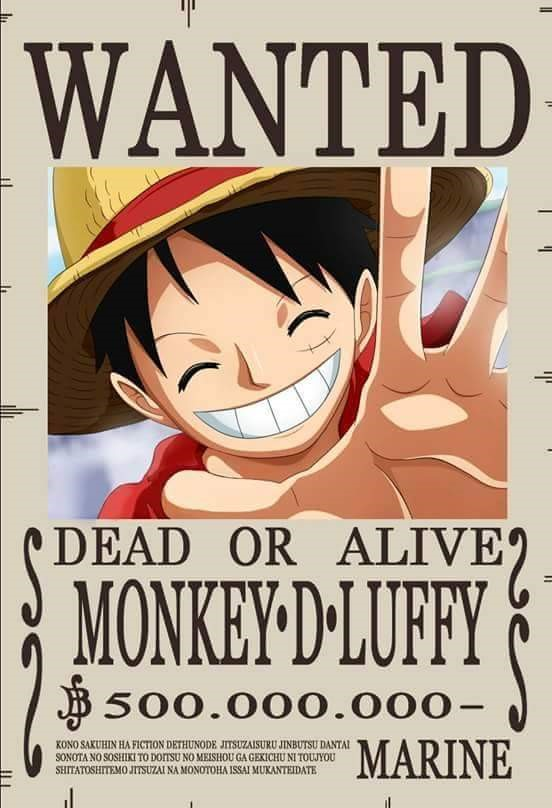 WANTED
DEAD OR ALIVE
MONKEY•D•LUFFY
฿ 500.000.000-
KONO SAKUHIN HA FICTION DETHUNODE JITSUZAISURU JINBUTSU DANTAI
SONOTA NO SOSHIKI TO DOITSU NO MEISHOU GA GEKICHU NI TOUJYOU
SHITATOSHITEMO JITSUZAI NA MONOTOHA ISSAI MUKANTEIDATE
MARINE